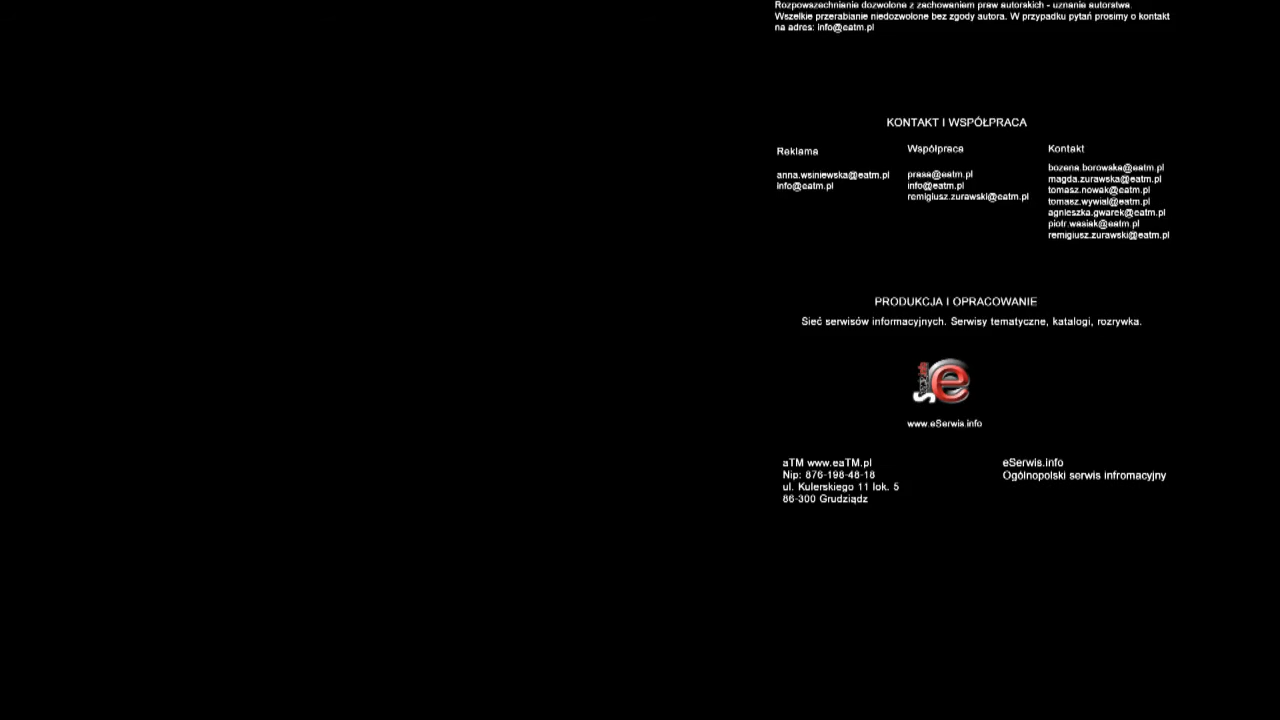 Rozpowszechnianie dozwolone z zachowaniem praw autorskich - uznanie autorstwa.
Wszelkie przerabianie niedozwolone bez zgody autora. W przypadku pytań prosimy o kontakt
na adres: info@eatm.pl
KONTAKT I WSPÓŁPRACA
Reklama
anna.wsiniewska@eatm.pl
info@eatm.pl
Współpraca
prasa@eatm.pl
info@eatm.pl
remigiusz.zurawski@eatm.pl
Kontakt
bozena.borowska@eatm.pl
magda.zurawska@eatm.pl
tomasz.nowak@eatm.pl
tomasz.wywial@eatm.pl
agnieszka.gwarek@eatm.pl
piotr.wasiak@eatm.pl
remigiusz.zurawski@eatm.pl
PRODUKCJA I OPRACOWANIE
Sieć serwisów informacyjnych. Serwisy tematyczne, katalogi, rozrywka.
e
www.eSerwis.info
aTM www.eaTM.pl
Nip: 876-198-48-18
ul. Kulerskiego 11 lok. 5
86-300 Grudziądz
eSerwis.info
Ogólnopolski serwis infromacyjny